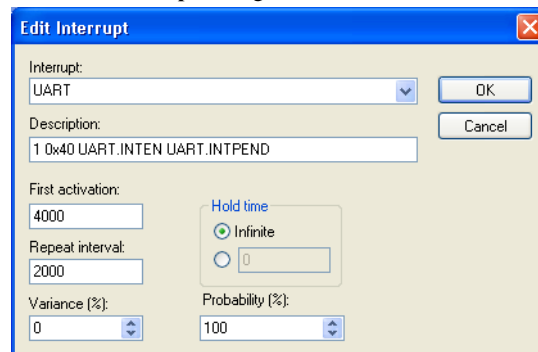 Edit Interrupt
Interrupt:
UART
OK
Description:
Cancel
1 0x40 UART.INTEN UART.INTPEND
First activation:
4000
Hold time
Infinite
Repeat interval:
0
2000
Variance (%):
Probability (%):
0
100